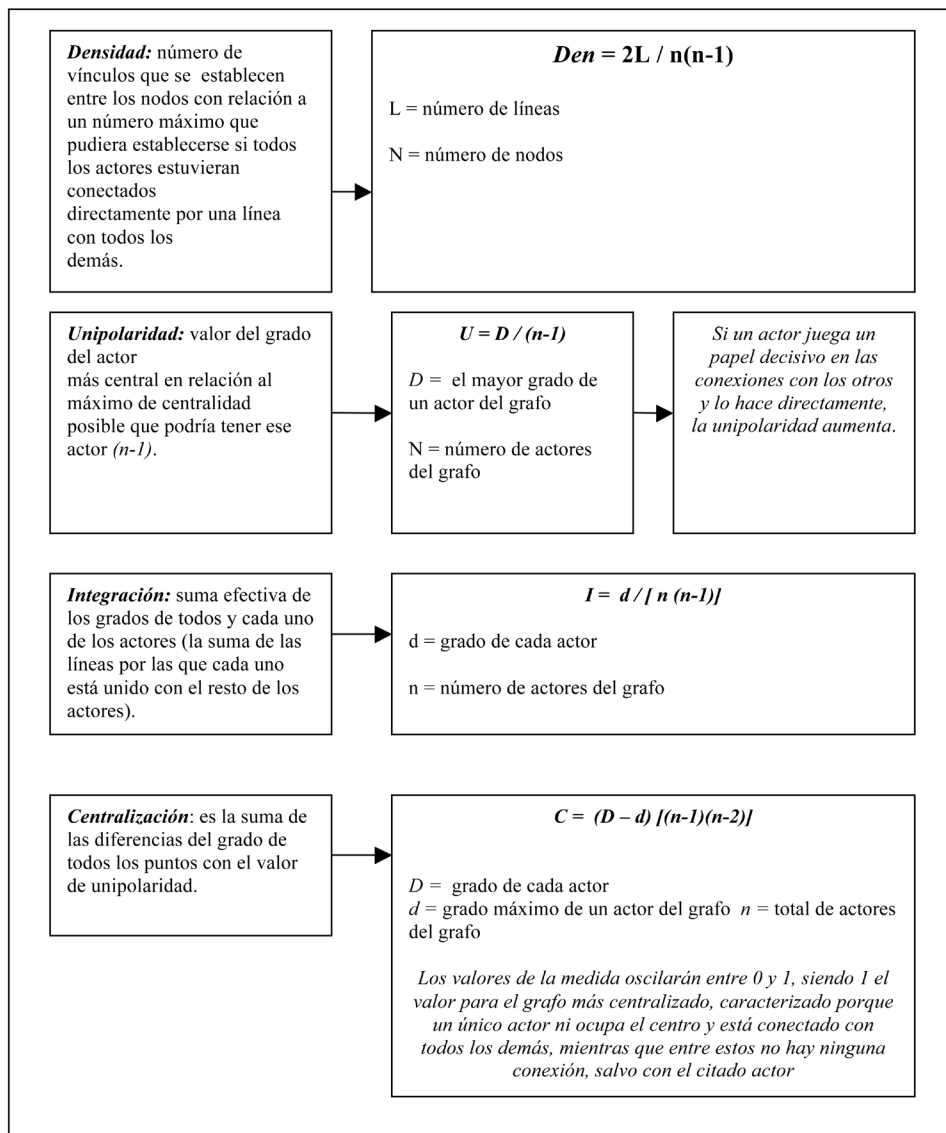 Densidad: número de
vínculos que se establecen
entre los nodos con relación a
un número máximo que
pudiera establecerse si todos
los actores estuvieran
conectados
directamente por una línea
con todos los
demás.
Den = 2L / n(n-1)
L = número de líneas
N = número de nodos
Unipolaridad: valor del grado
del actor
más central en relación al
máximo de centralidad
posible que podría tener ese
actor (n-1).
U = D / (n-1)
D = el mayor grado de
un actor del grafo
N = número de actores
del grafo
Si un actor juega un
papel decisivo en las
conexiones con los otros
y lo hace directamente,
la unipolaridad aumenta.
Integración: suma efectiva de
los grados de todos y cada uno
de los actores (la suma de las
líneas por las que cada uno
está unido con el resto de los
actores).
I = d / [ n (n-1)]
d = grado de cada actor
n = número de actores del grafo
Centralización: es la suma de
las diferencias del grado de
todos los puntos con el valor
de unipolaridad.
C = (D – d) [(n-1)(n-2)]
D = grado de cada actor
d = grado máximo de un actor del grafo n = total de actores
del grafo
Los valores de la medida oscilarán entre 0 y 1, siendo 1 el
valor para el grafo más centralizado, caracterizado porque
un único actor ni ocupa el centro y está conectado con
todos los demás, mientras que entre estos no hay ninguna
conexión, salvo con el citado actor